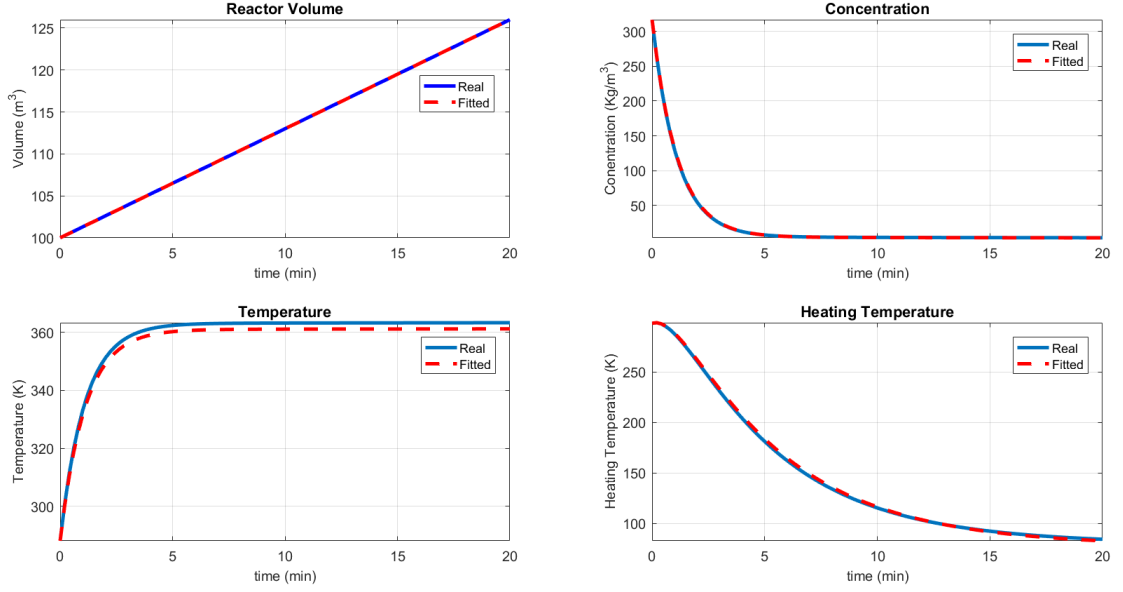 Reactor Volume
Volume (m³)
125
120
115
110
105
100
0
5
10
15
20
time (min)
Real
Fitted
Concentration
Conentration (Kg/m³)
300
250
200
150
100
50
0
5
10
15
20
time (min)
Real
Fitted
Temperature
Temperature (K)
360
340
320
300
0
5
10
15
20
time (min)
Real
Fitted
Heating Temperature
Heating Temperature (K)
250
200
150
100
0
5
10
15
20
time (min)
Real
Fitted